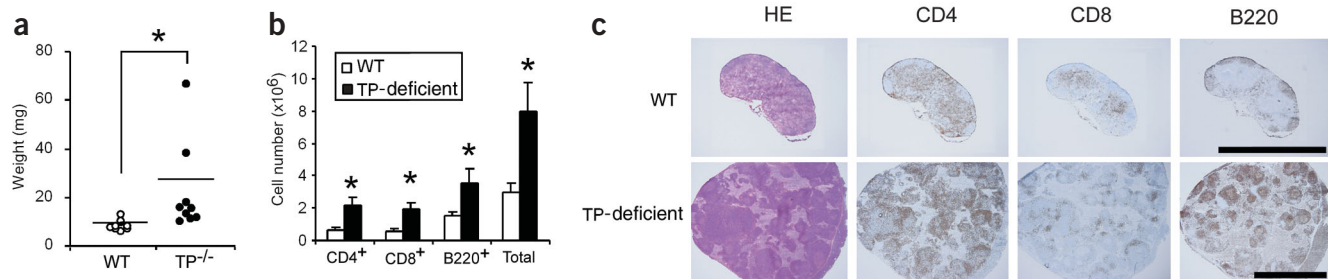 a
*
80
60
40
20
0
Weight (mg)
WT
TP-/-
b
12
10
8
6
4
2
0
Cell number (x10⁶)
WT
TP-deficient
*
*
*
*
CD4⁺
CD8⁺
B220⁺
Total
c
HE
CD4
CD8
B220
WT
TP-deficient